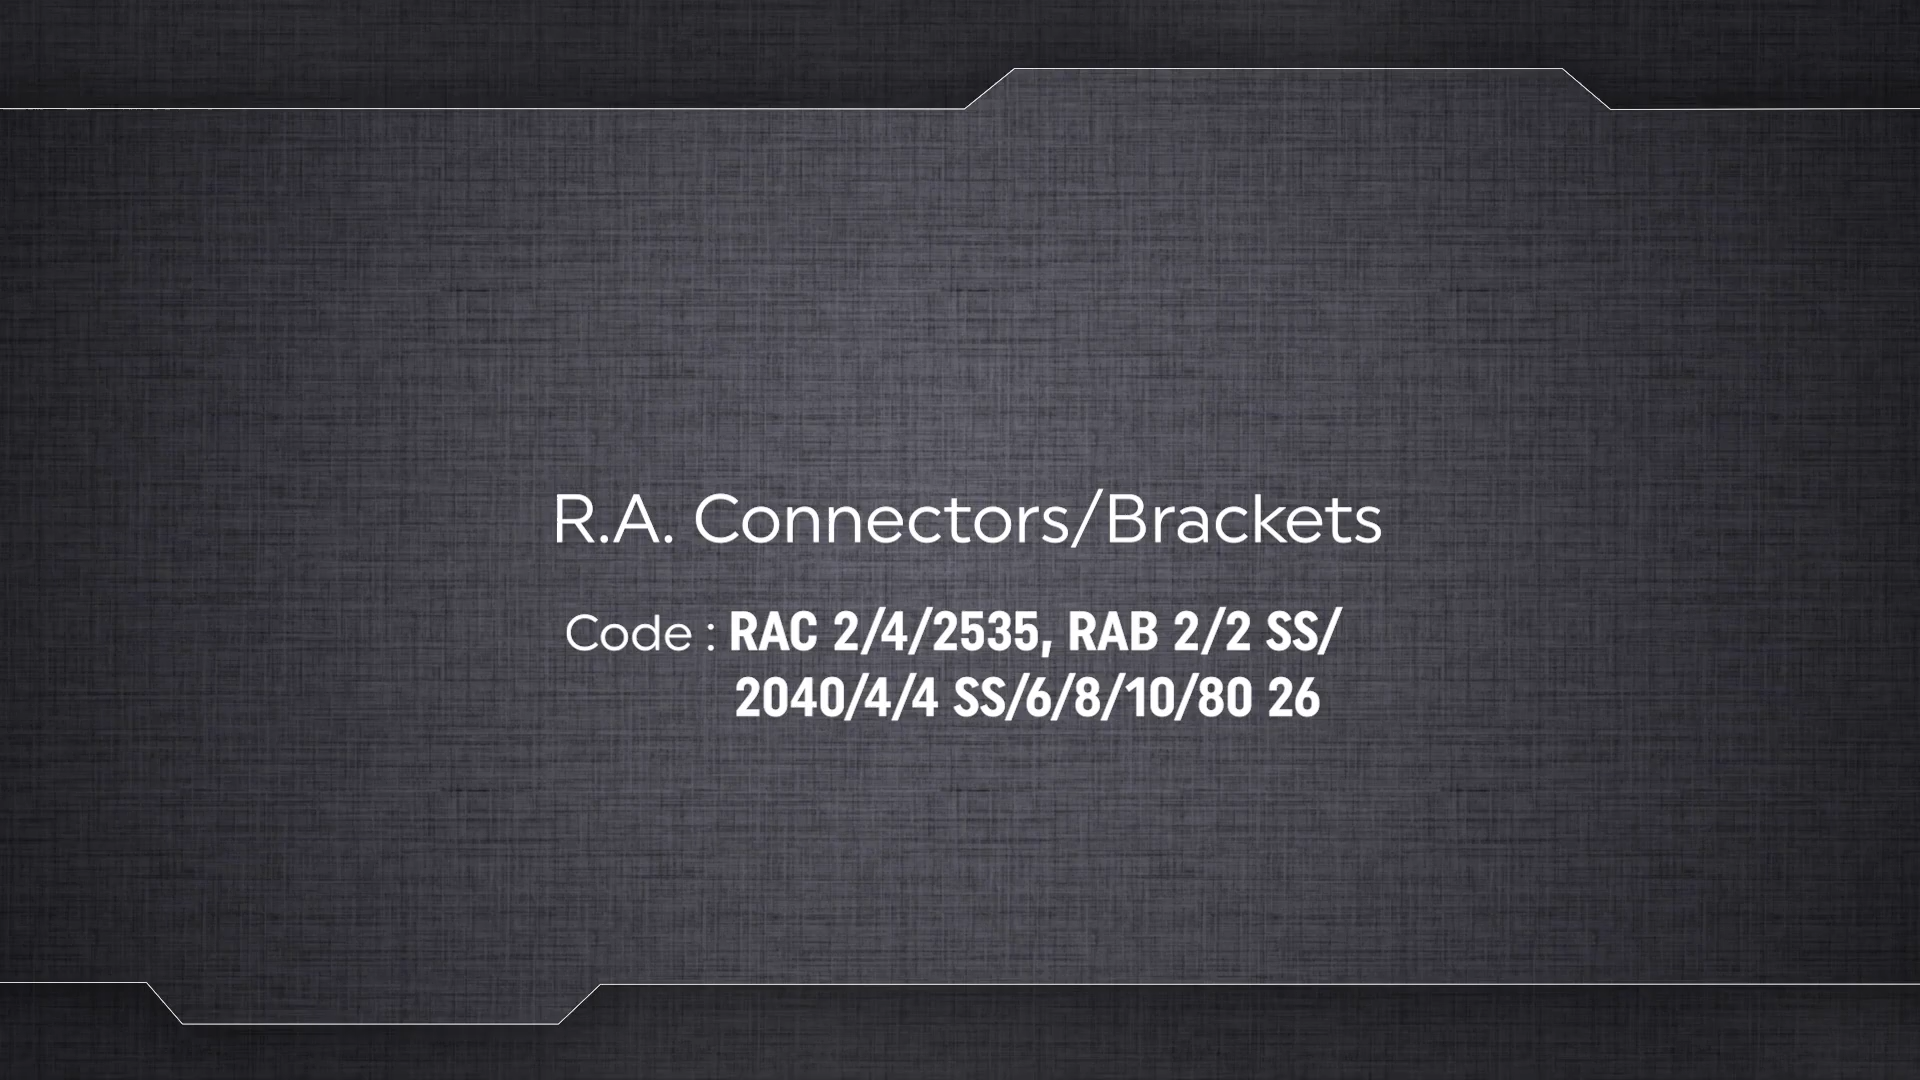 R.A. Connectors/Brackets
Code : RAC 2/4/2535, RAB 2/2 SS/
2040/4/4 SS/6/8/10/80 26